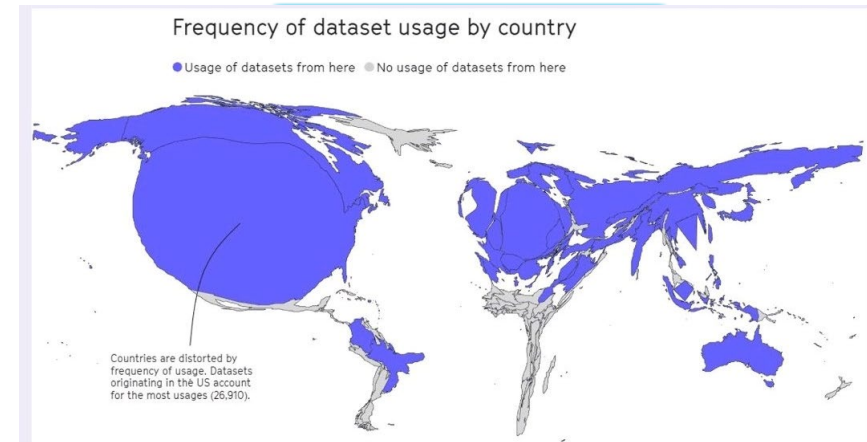 Frequency of dataset usage by country
Usage of datasets from here No usage of datasets from here
Countries are distorted by
frequency of usage. Datasets
originating in the US account
for the most usages (26,910).